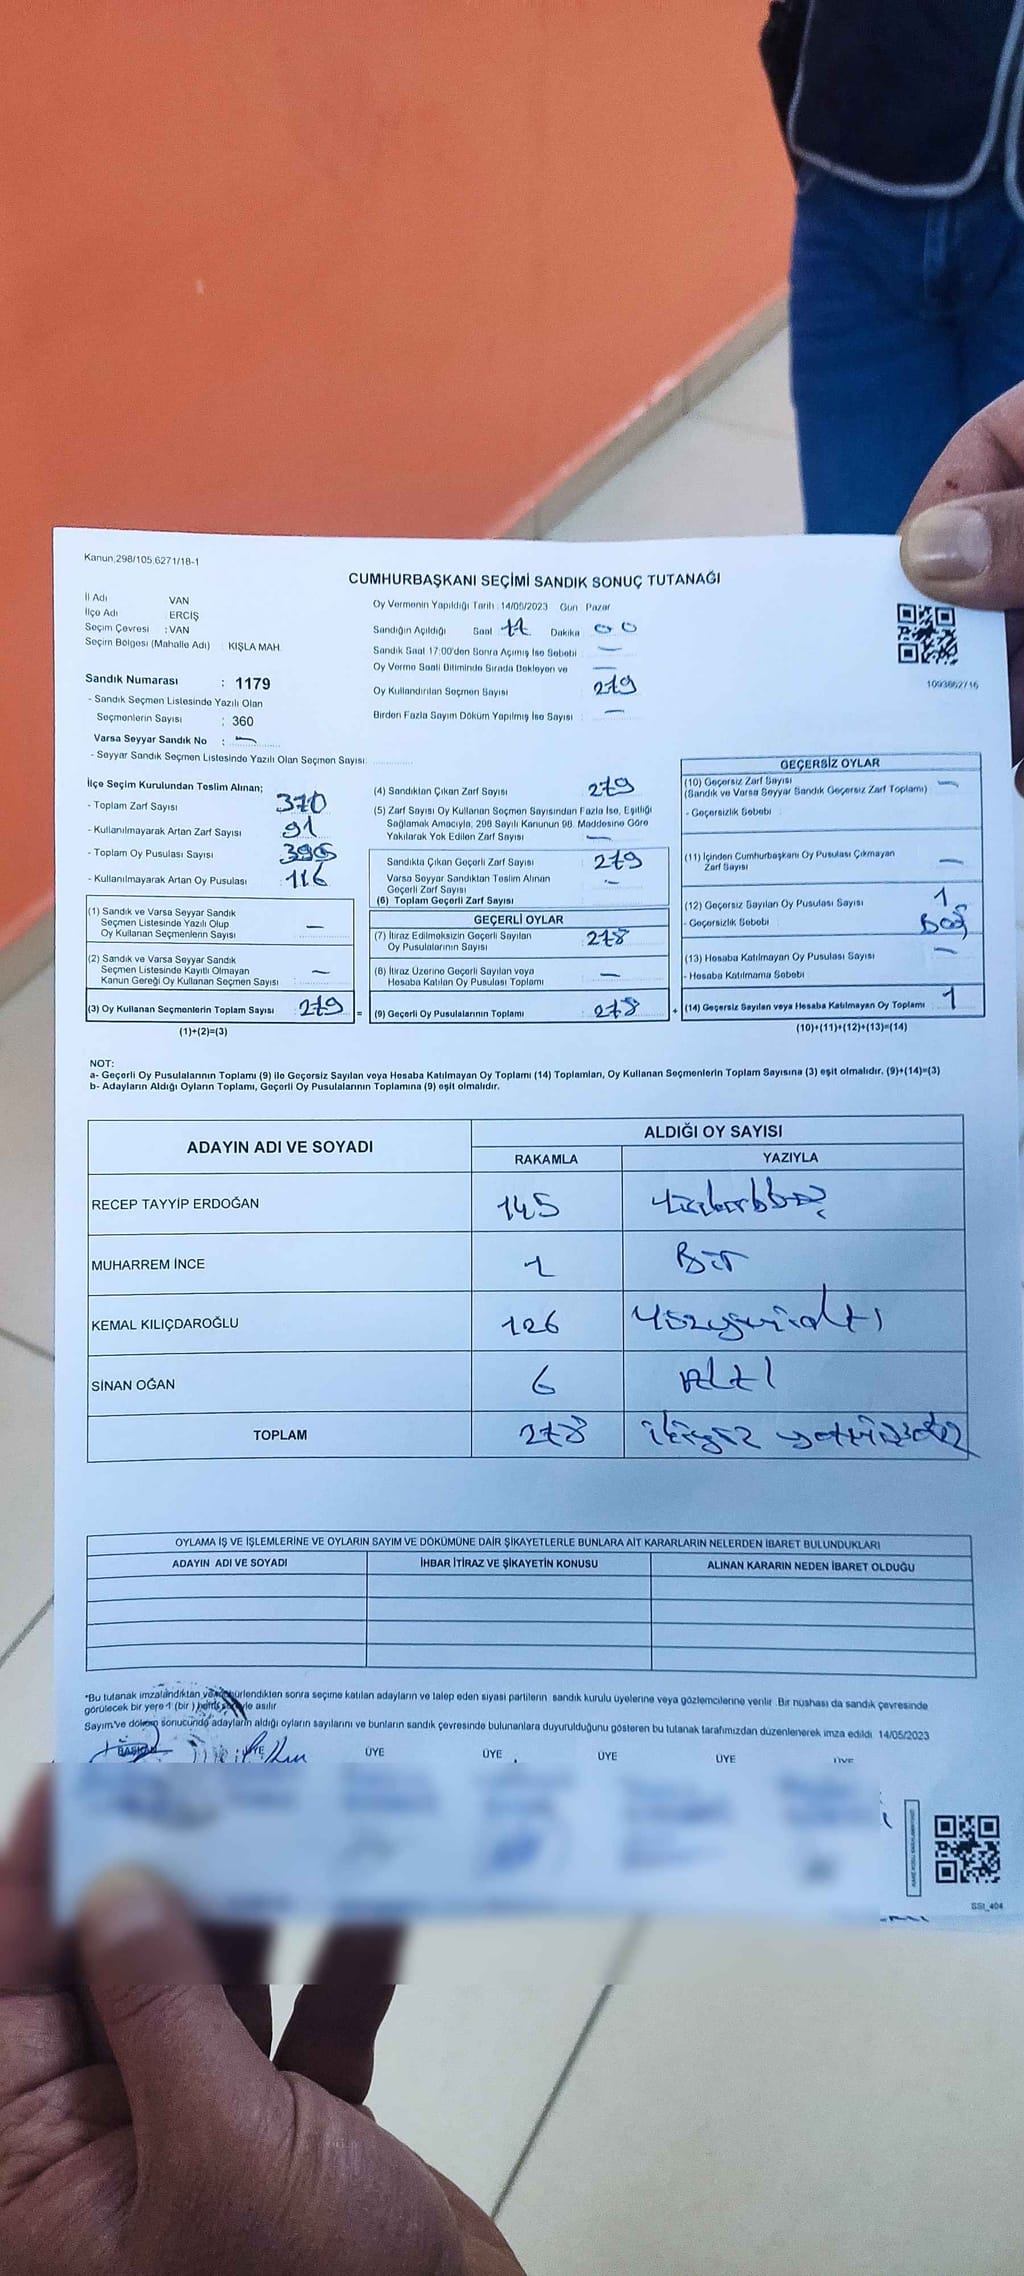 Kanun.298/105.6271/18-1
CUMHURBAŞKANI SEÇİMİ SANDIK SONUÇ TUTANAĞI
İl Adı VAN
İlçe Adı ERCİŞ
Seçim Çevresi : VAN
Seçim Bölgesi (Mahalle Adı) : KIŞLA MAH.
Oy Vermenin Yapıldığı Tarih : 14/05/2023 Gün Pazar
Sandığın Açıldığı Saat Dakika 00
Sandık Saat 17:00'den Sonra Açılmış İse Sebebi : —
Oy Verme Saati Bitiminde Sırada Bekleyen ve —
Oy Kullandırılan Seçmen Sayısı 279
Birden Fazla Sayım Döküm Yapılmış İse Sayısı : —
1093662716
Sandık Numarası : 1179
- Sandık Seçmen Listesinde Yazılı Olan
Seçmenlerin Sayısı : 360
Varsa Seyyar Sandık No : —
- Seyyar Sandık Seçmen Listesinde Yazılı Olan Seçmen Sayısı:
İlçe Seçim Kurulundan Teslim Alınan;
- Toplam Zarf Sayısı 370
- Kullanılmayarak Artan Zarf Sayısı 91
- Toplam Oy Pusulası Sayısı
- Kullanılmayarak Artan Oy Pusulası 116
(1) Sandık ve Varsa Seyyar Sandık
Seçmen Listesinde Yazılı Olup
Oy Kullanan Seçmenlerin Sayısı —
(2) Sandık ve Varsa Seyyar Sandık
Seçmen Listesinde Kayıtlı Olmayan
Kanun Gereği Oy Kullanan Seçmen Sayısı : —
(3) Oy Kullanan Seçmenlerin Toplam Sayısı : 279 =
(1)+(2)=(3)
(4) Sandıktan Çıkan Zarf Sayısı 279
(5) Zarf Sayısı Oy Kullanan Seçmen Sayısından Fazla İse, Eşitliği
Sağlamak Amacıyla, 298 Sayılı Kanunun 98. Maddesine Göre
Yakılarak Yok Edilen Zarf Sayısı —
Sandıkta Çıkan Geçerli Zarf Sayısı : 279
Varsa Seyyar Sandıktan Teslim Alınan
Geçerli Zarf Sayısı —
(6) Toplam Geçerli Zarf Sayısı :
GEÇERLİ OYLAR
(7) İtiraz Edilmeksizin Geçerli Sayılan
Oy Pusulalarının Sayısı 278
(8) İtiraz Üzerine Geçerli Sayılan veya
Hesaba Katılan Oy Pusulası Toplamı —
(9) Geçerli Oy Pusulalarının Toplamı : 278 +
GEÇERSİZ OYLAR
(10) Geçersiz Zarf Sayısı —
(Sandık ve Varsa Seyyar Sandık Geçersiz Zarf Toplamı)
- Geçersizlik Sebebi :
(11) İçinden Cumhurbaşkanı Oy Pusulası Çıkmayan
Zarf Sayısı —
(12) Geçersiz Sayılan Oy Pusulası Sayısı 1
- Geçersizlik Sebebi : Boş
(13) Hesaba Katılmayan Oy Pusulası Sayısı —
- Hesaba Katılmama Sebebi :
(14) Geçersiz Sayılan veya Hesaba Katılmayan Oy Toplamı : 1
(10)+(11)+(12)+(13)=(14)
NOT:
a- Geçerli Oy Pusulalarının Toplamı (9) ile Geçersiz Sayılan veya Hesaba Katılmayan Oy Toplamı (14) Toplamları, Oy Kullanan Seçmenlerin Toplam Sayısına (3) eşit olmalıdır. (9)+(14)=(3)
b- Adayların Aldığı Oyların Toplamı, Geçerli Oy Pusulalarının Toplamına (9) eşit olmalıdır.
ADAYIN ADI VE SOYADI ALDIĞI OY SAYISI
RAKAMLA YAZIYLA
RECEP TAYYİP ERDOĞAN 145
MUHARREM İNCE 1 Bir
KEMAL KILIÇDAROĞLU 126 Yüzyirmialtı
SİNAN OĞAN 6 Altı
TOPLAM 278 ikiyüz yetmişsekiz
OYLAMA İŞ VE İŞLEMLERİNE VE OYLARIN SAYIM VE DÖKÜMÜNE DAİR ŞİKAYETLERLE BUNLARA AİT KARARLARIN NELERDEN İBARET BULUNDUKLARI
ADAYIN ADI VE SOYADI İHBAR İTİRAZ VE ŞİKAYETİN KONUSU ALINAN KARARIN NEDEN İBARET OLDUĞU
*Bu tutanak imzalandıktan ve mühürlendikten sonra seçime katılan adayların ve talep eden siyasi partilerin sandık kurulu üyelerine veya gözlemcilerine verilir. Bir nüshası da sandık çevresinde
görülecek bir yere 1 (bir) hafta süreyle asılır
Sayım ve döküm sonucunda adayların aldığı oyların sayılarını ve bunların sandık çevresinde bulunanlara duyurulduğunu gösteren bu tutanak tarafımızdan düzenlenerek imza edildi. 14/05/2023
BAŞKAN ÜYE ÜYE ÜYE ÜYE ÜYE ÜYE
SSt_404